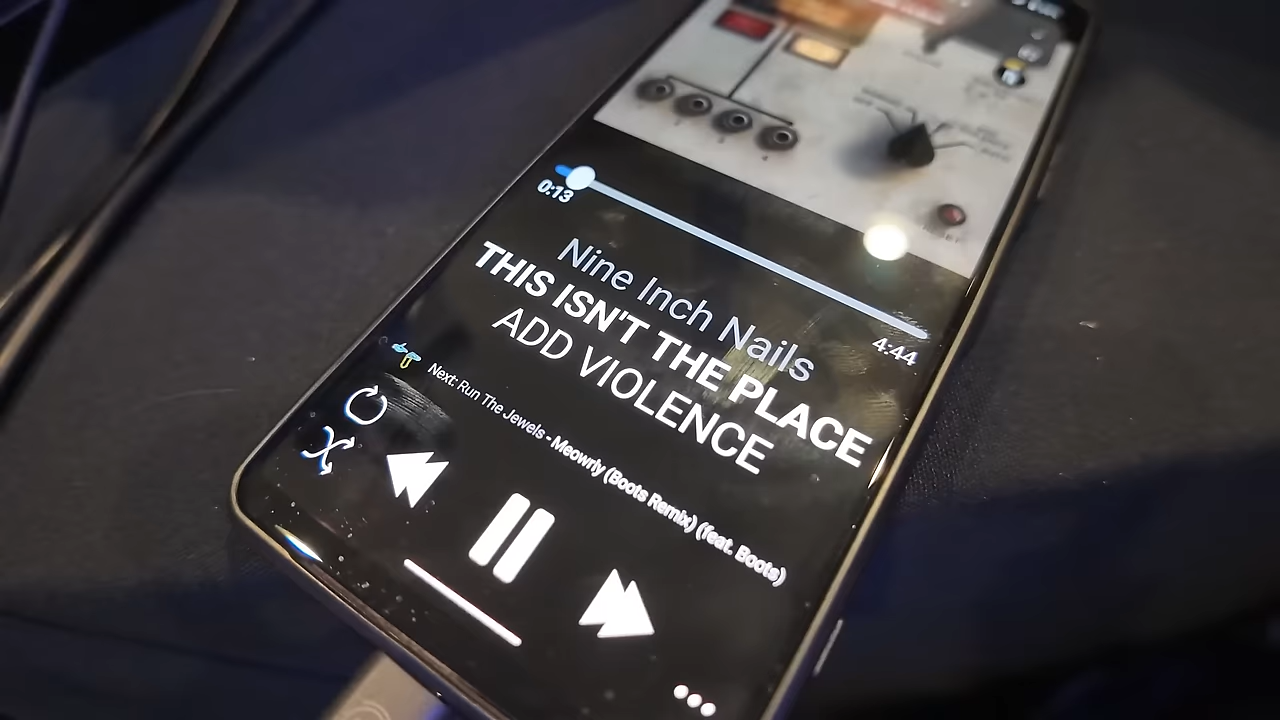 0:13
4:44
Nine Inch Nails
THIS ISN'T THE PLACE
ADD VIOLENCE
Next: Run The Jewels - Meowrly (Boots Remix) (feat. Boots)